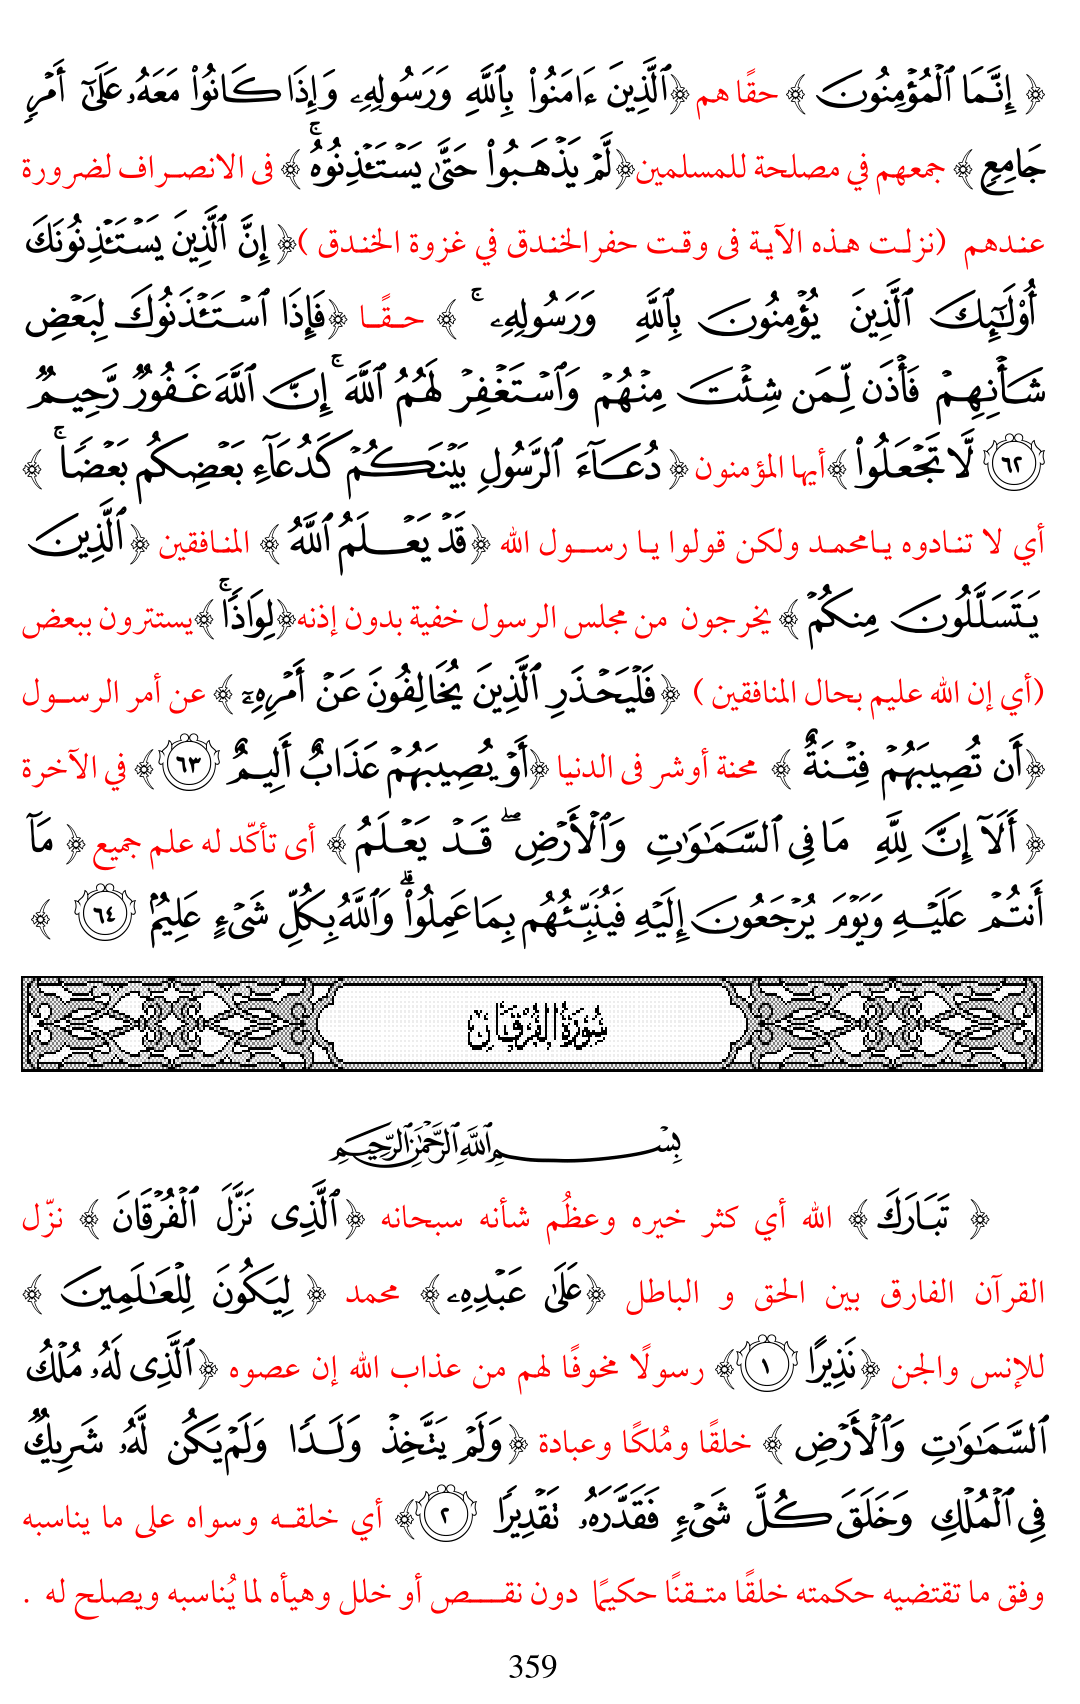 ﴿ إِنَّمَا ٱلْمُؤْمِنُونَ ﴾ حقًا هم ﴿ ٱلَّذِينَ ءَامَنُوا۟ بِٱللَّهِ وَرَسُولِهِۦ وَإِذَا كَانُوا۟ مَعَهُۥ عَلَىٰٓ أَمْرٍ
جَامِعٍ ﴾ جمعهم في مصلحة للمسلمين ﴿ لَّمْ يَذْهَبُوا۟ حَتَّىٰ يَسْتَـْٔذِنُوهُ ۚ ﴾ فى الانصراف لضرورة
عندهم (نزلت هذه الآية فى وقت حفر الخندق في غزوة الخندق ) ﴿ إِنَّ ٱلَّذِينَ يَسْتَـْٔذِنُونَكَ
أُو۟لَـٰٓئِكَ ٱلَّذِينَ يُؤْمِنُونَ بِٱللَّهِ وَرَسُولِهِۦ ۚ ﴾ حقًا ﴿ فَإِذَا ٱسْتَـْٔذَنُوكَ لِبَعْضِ
شَأْنِهِمْ فَأْذَن لِّمَن شِئْتَ مِنْهُمْ وَٱسْتَغْفِرْ لَهُمُ ٱللَّهَ ۚ إِنَّ ٱللَّهَ غَفُورٌ رَّحِيمٌ
٦٢ لَّا تَجْعَلُوا۟ ﴾ أيها المؤمنون ﴿ دُعَآءَ ٱلرَّسُولِ بَيْنَكُمْ كَدُعَآءِ بَعْضِكُم بَعْضًا ۚ ﴾
أي لا تنادوه يامحمد ولكن قولوا يا رسول الله ﴿ قَدْ يَعْلَمُ ٱللَّهُ ﴾ المنافقين ﴿ ٱلَّذِينَ
يَتَسَلَّلُونَ مِنكُمْ ﴾ يخرجون من مجلس الرسول خفية بدون إذنه ﴿ لِوَاذًا ۚ ﴾ يستترون ببعض
(أي إن الله عليم بحال المنافقين ) ﴿ فَلْيَحْذَرِ ٱلَّذِينَ يُخَالِفُونَ عَنْ أَمْرِهِۦٓ ﴾ عن أمر الرسول
﴿ أَن تُصِيبَهُمْ فِتْنَةٌ ﴾ محنة أوشر فى الدنيا ﴿ أَوْ يُصِيبَهُمْ عَذَابٌ أَلِيمٌ ٦٣ ﴾ في الآخرة
﴿ أَلَآ إِنَّ لِلَّهِ مَا فِى ٱلسَّمَـٰوَٰتِ وَٱلْأَرْضِ ۖ قَدْ يَعْلَمُ ﴾ أى تأكّد له علم جميع ﴿ مَآ
أَنتُمْ عَلَيْهِ وَيَوْمَ يُرْجَعُونَ إِلَيْهِ فَيُنَبِّئُهُم بِمَا عَمِلُوا۟ ۗ وَٱللَّهُ بِكُلِّ شَىْءٍ عَلِيمٌۢ ٦٤ ﴾
سُورَةُ الفُرْقَان
بِسْمِ ٱللَّهِ ٱلرَّحْمَـٰنِ ٱلرَّحِيمِ
﴿ تَبَارَكَ ﴾ الله أي كثر خيره وعظُم شأنه سبحانه ﴿ ٱلَّذِى نَزَّلَ ٱلْفُرْقَانَ ﴾ نزّل
القرآن الفارق بين الحق و الباطل ﴿ عَلَىٰ عَبْدِهِۦ ﴾ محمد ﴿ لِيَكُونَ لِلْعَـٰلَمِينَ ﴾
للإنس والجن ﴿ نَذِيرًا ١ ﴾ رسولًا مخوفًا لهم من عذاب الله إن عصوه ﴿ ٱلَّذِى لَهُۥ مُلْكُ
ٱلسَّمَـٰوَٰتِ وَٱلْأَرْضِ ﴾ خلقًا ومُلكًا وعبادة ﴿ وَلَمْ يَتَّخِذْ وَلَدًا وَلَمْ يَكُن لَّهُۥ شَرِيكٌ
فِى ٱلْمُلْكِ وَخَلَقَ كُلَّ شَىْءٍ فَقَدَّرَهُۥ تَقْدِيرًا ٢ ﴾ أي خلقه وسواه على ما يناسبه
وفق ما تقتضيه حكمته خلقًا متقنًا حكيمًا دون نقص أو خلل وهيأه لما يُناسبه ويصلح له .
359